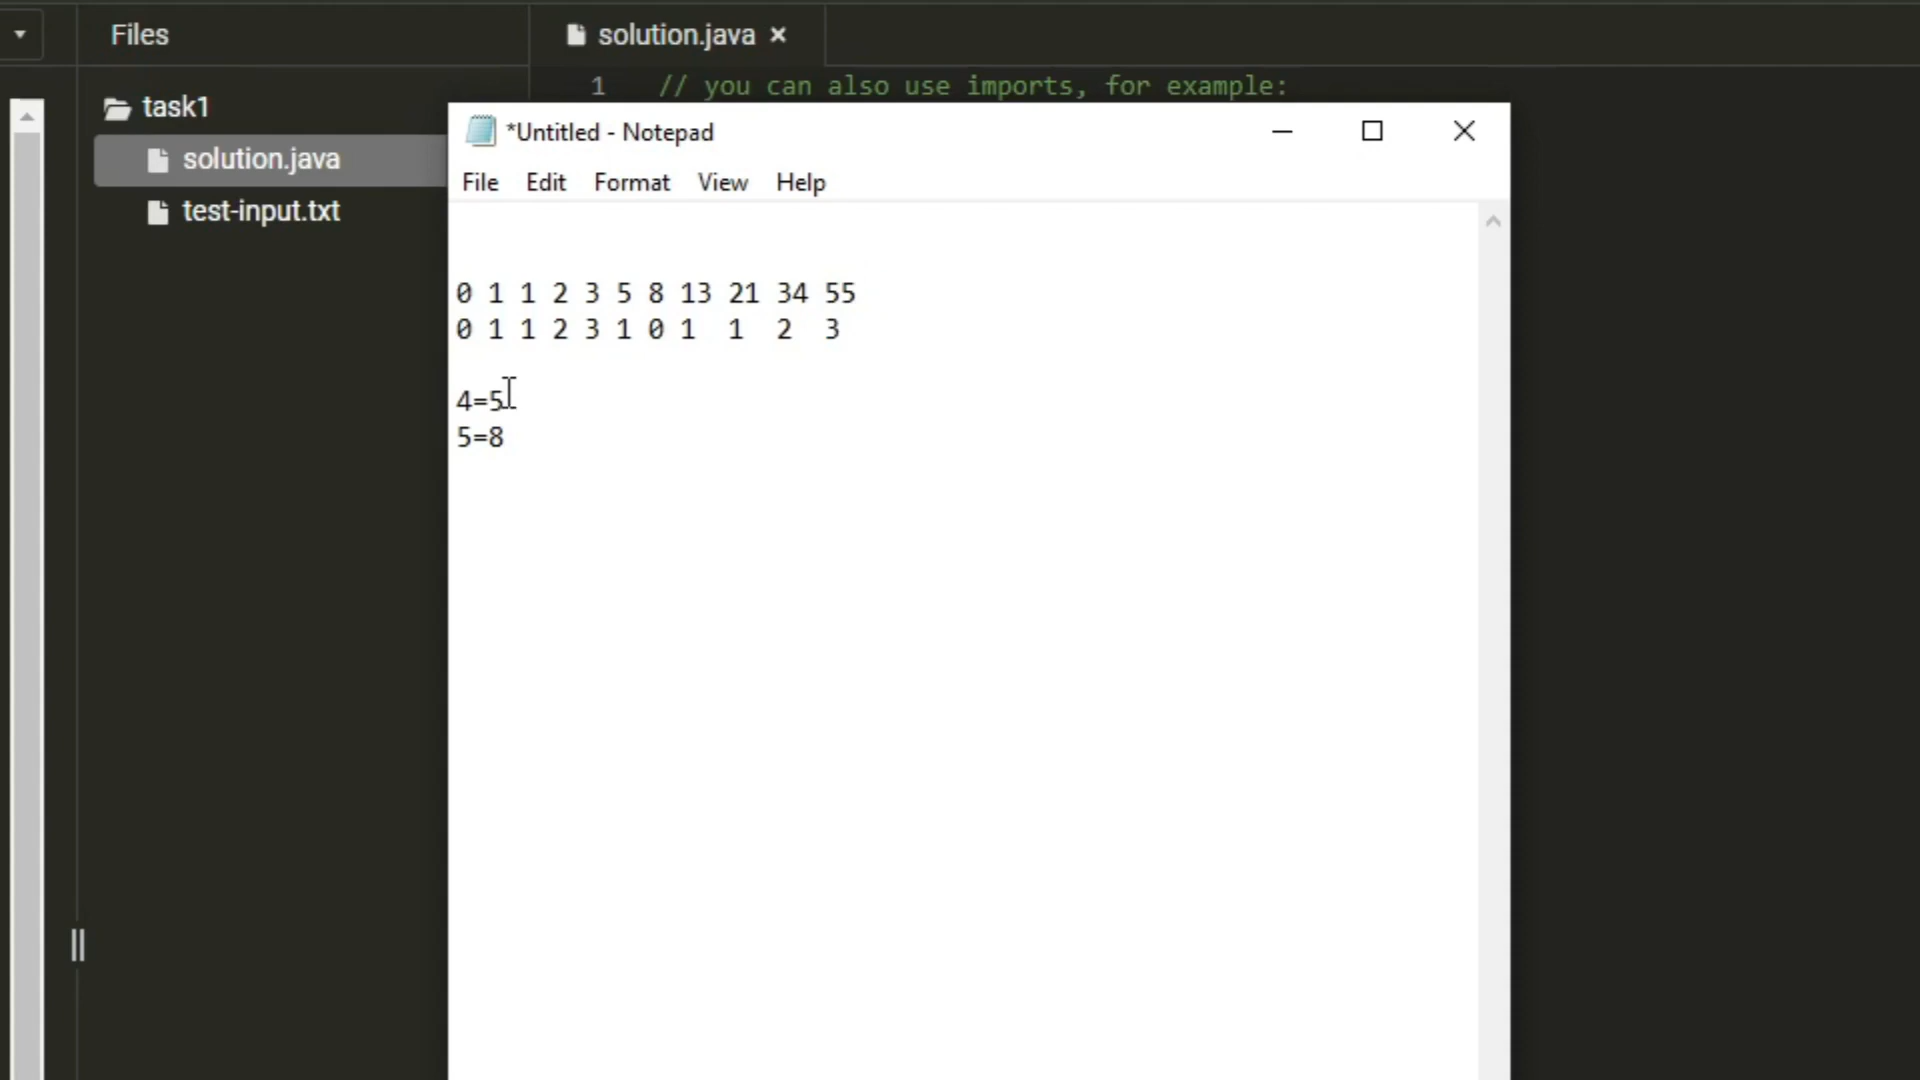 Files
solution.java ×
task1
1 // you can also use imports, for example:
*Untitled - Notepad
solution.java
File Edit Format View Help
test-input.txt
0 1 1 2 3 5 8 13 21 34 55
0 1 1 2 3 1 0 1 1 2 3
4=5
5=8